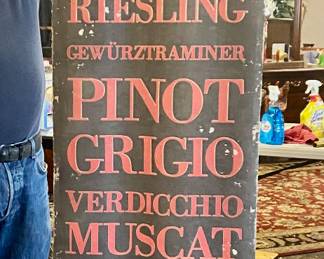 RIESLING
GEWÜRZTRAMINER
PINOT
GRIGIO
VERDICCHIO
MUSCAT